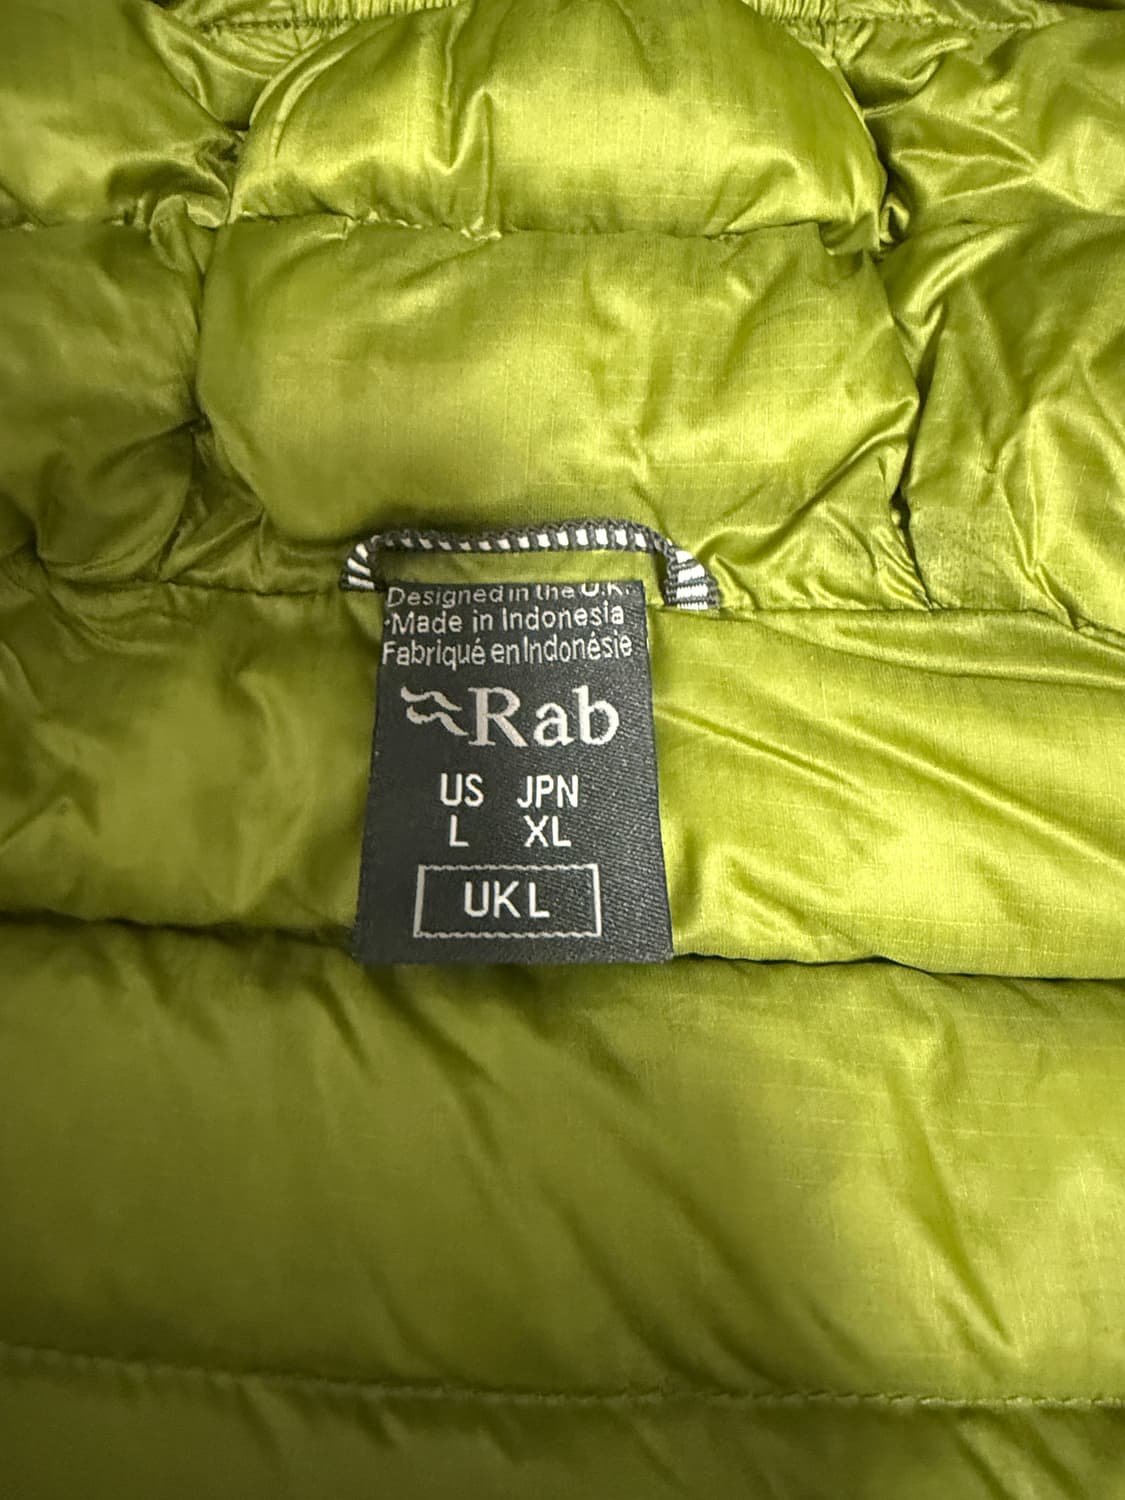 Designed in the U.K.
Made in Indonesia
Fabriqué en Indonésie
Rab
US JPN
L XL
UK L